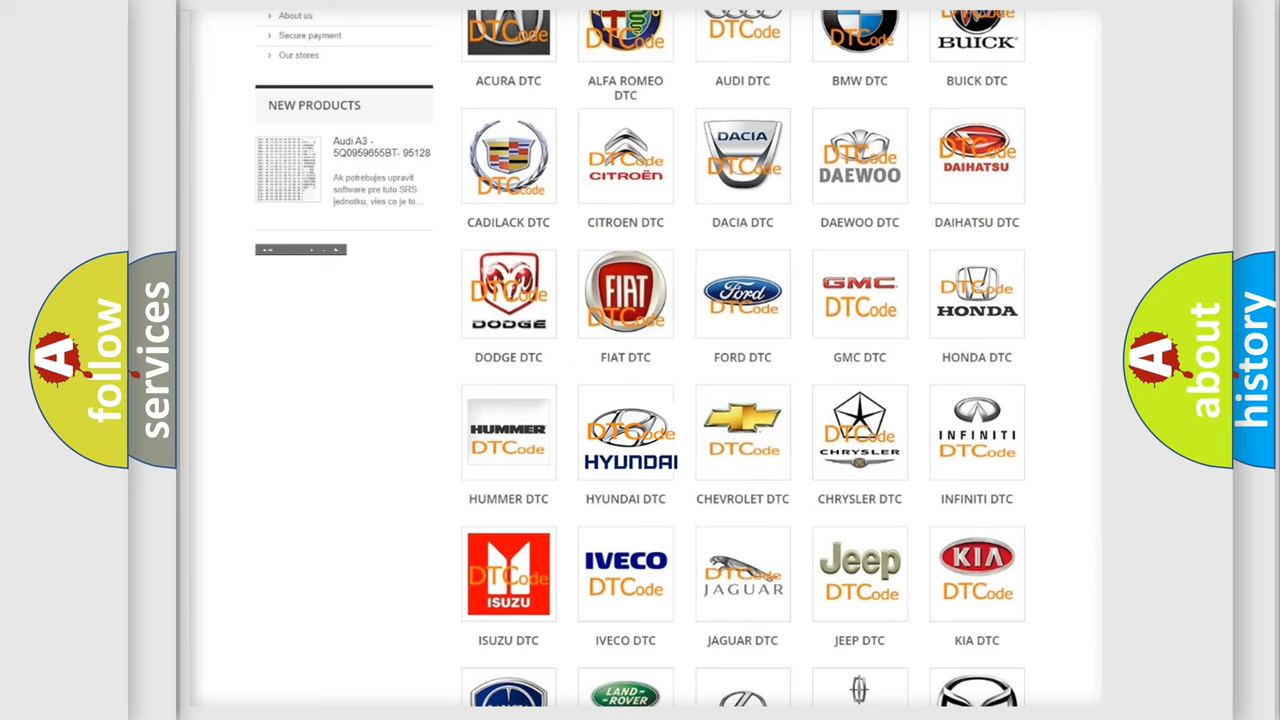 About us
Secure payment
Our stores
NEW PRODUCTS
Audi A3 -
5Q0959655BT- 95128
Ak potrebujes upravit
software pre tuto SRS
jednotku, vies co je to...
DTCode
DTCode
DTCode
DTCode
BUICK
ACURA DTC
ALFA ROMEO
DTC
AUDI DTC
BMW DTC
BUICK DTC
DTCode
DTCode
CITROËN
DACIA
DTCode
DTCode
DAEWOO
DTCode
DAIHATSU
CADILACK DTC
CITROEN DTC
DACIA DTC
DAEWOO DTC
DAIHATSU DTC
DTCode
DODGE
FIAT
DTCode
Ford
DTCode
GMC
DTCode
DTCode
HONDA
DODGE DTC
FIAT DTC
FORD DTC
GMC DTC
HONDA DTC
HUMMER
DTCode
DTCode
HYUNDAI
DTCode
DTCode
CHRYSLER
INFINITI
DTCode
HUMMER DTC
HYUNDAI DTC
CHEVROLET DTC
CHRYSLER DTC
INFINITI DTC
DTCode
ISUZU
IVECO
DTCode
DTCode
JAGUAR
Jeep
DTCode
KIA
DTCode
ISUZU DTC
IVECO DTC
JAGUAR DTC
JEEP DTC
KIA DTC
LAND-
ROVER
A
follow
services
A
about
history